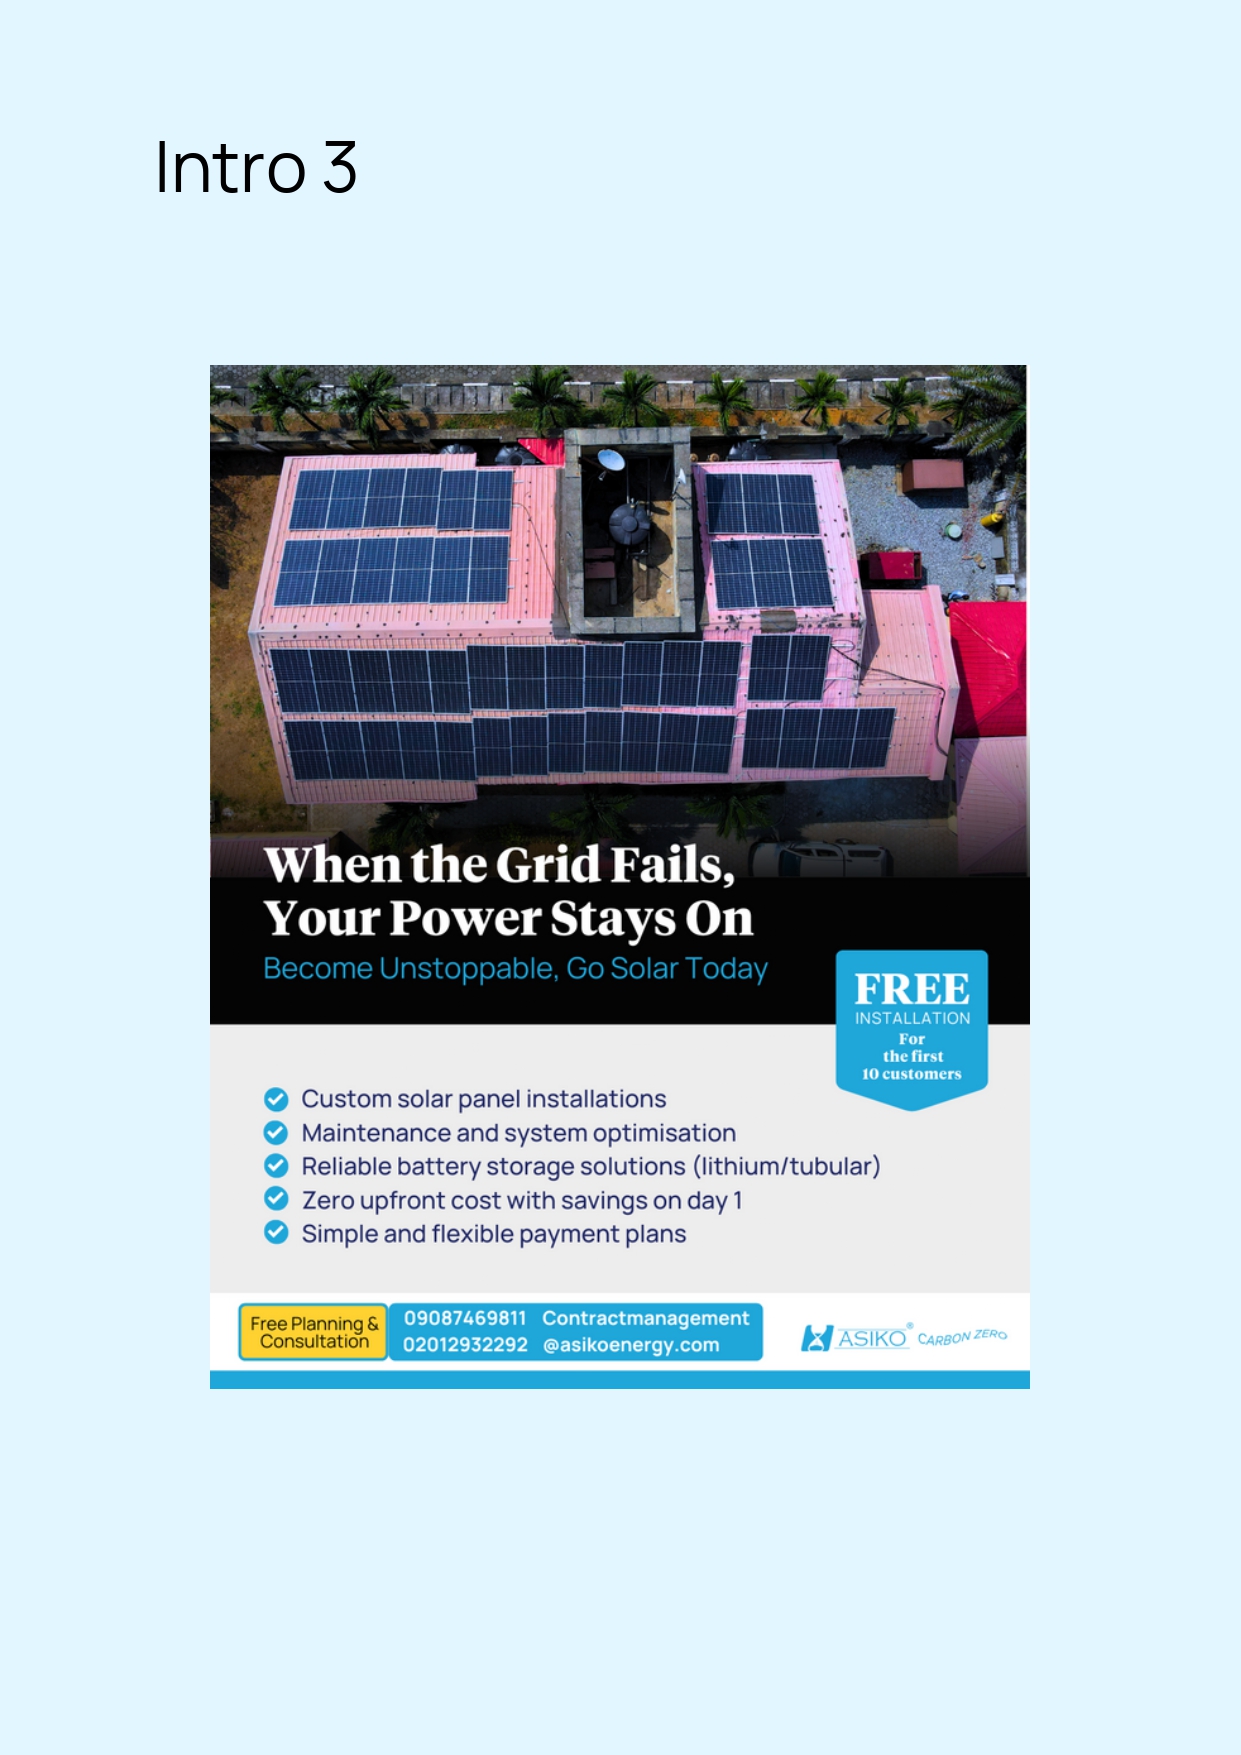 Intro 3
When the Grid Fails,
Your Power Stays On
Become Unstoppable, Go Solar Today
FREE
INSTALLATION
For
the first
10 customers
Custom solar panel installations
Maintenance and system optimisation
Reliable battery storage solutions (lithium/tubular)
Zero upfront cost with savings on day 1
Simple and flexible payment plans
Free Planning &
Consultation
09087469811 Contractmanagement
02012932292 @asikoenergy.com
ASIKO® CARBON ZERO